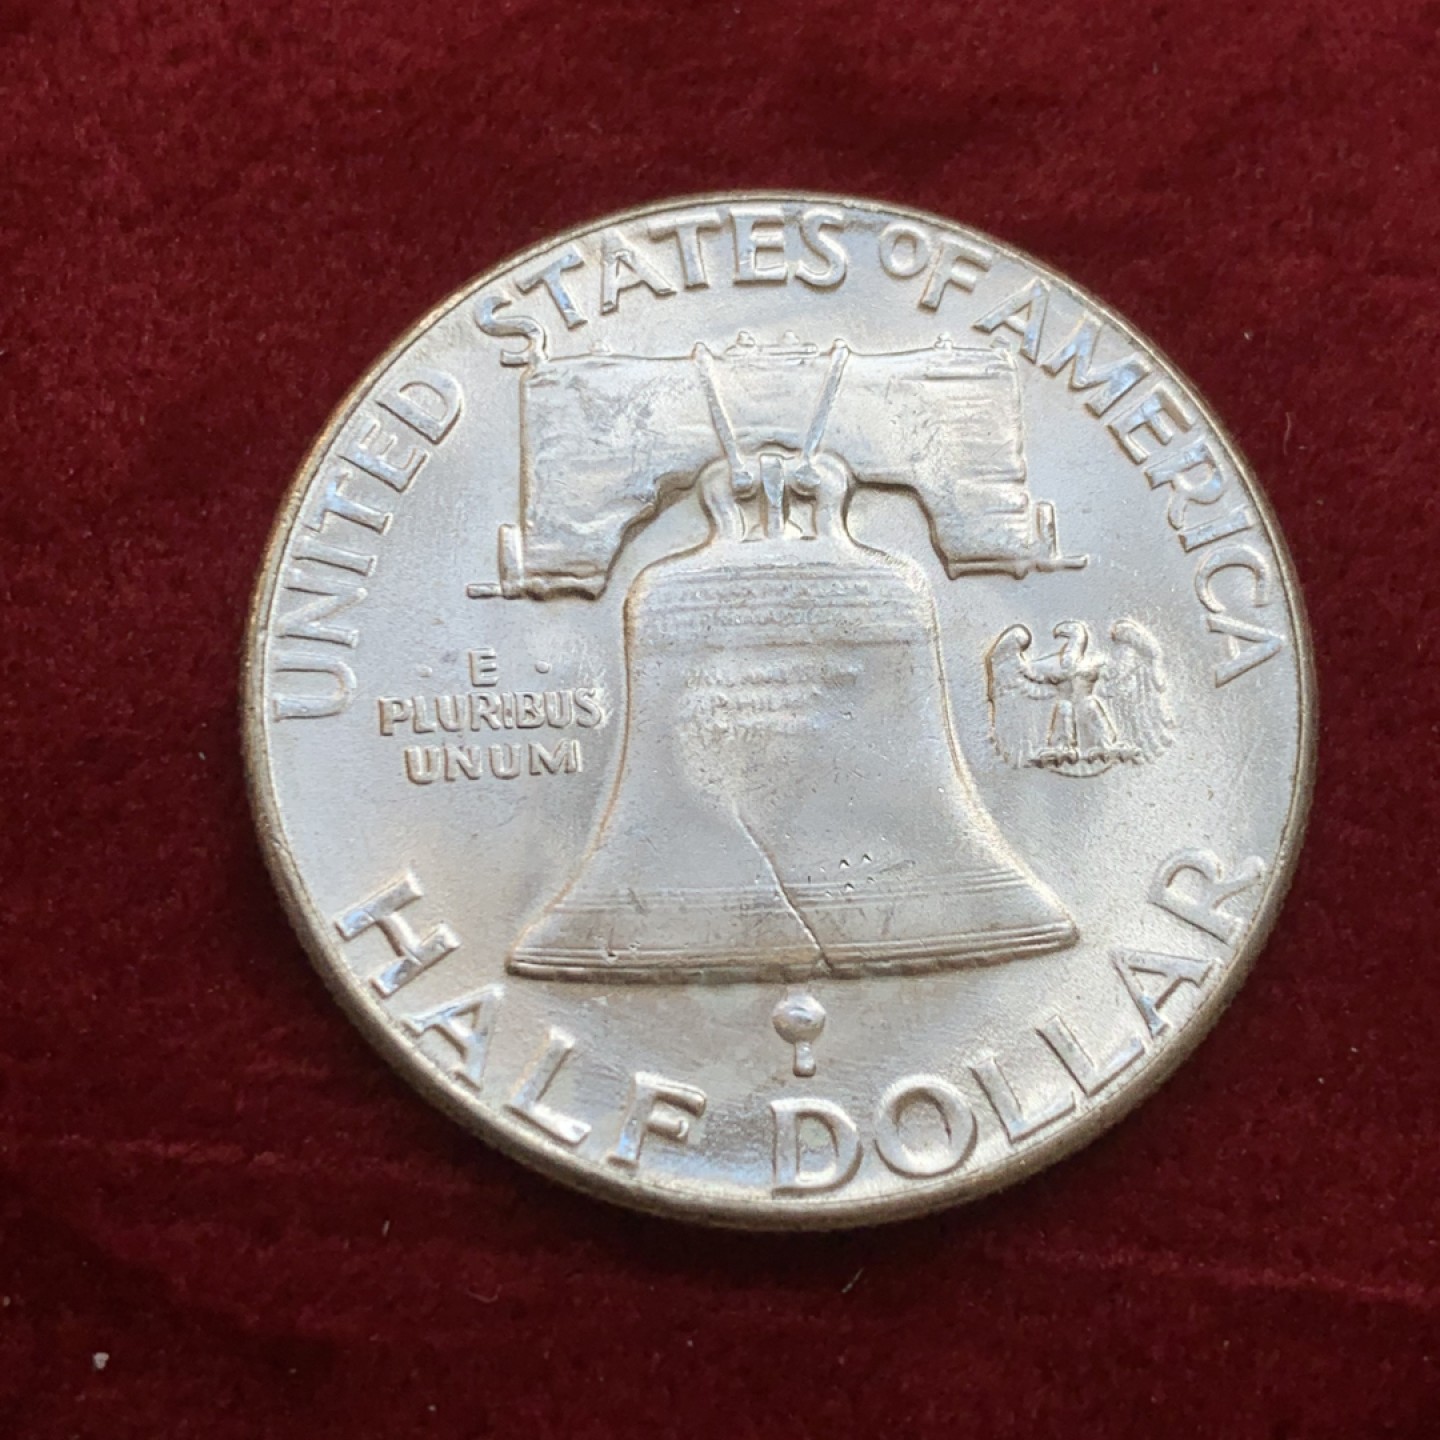 UNITED STATES OF AMERICA
· E ·
PLURIBUS
UNUM
HALF DOLLAR